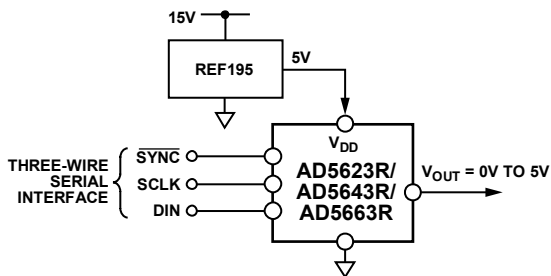 15V
REF195
5V
THREE-WIRE
SERIAL
INTERFACE
SYNC
SCLK
DIN
VDD
AD5623R/
AD5643R/
AD5663R
VOUT = 0V TO 5V